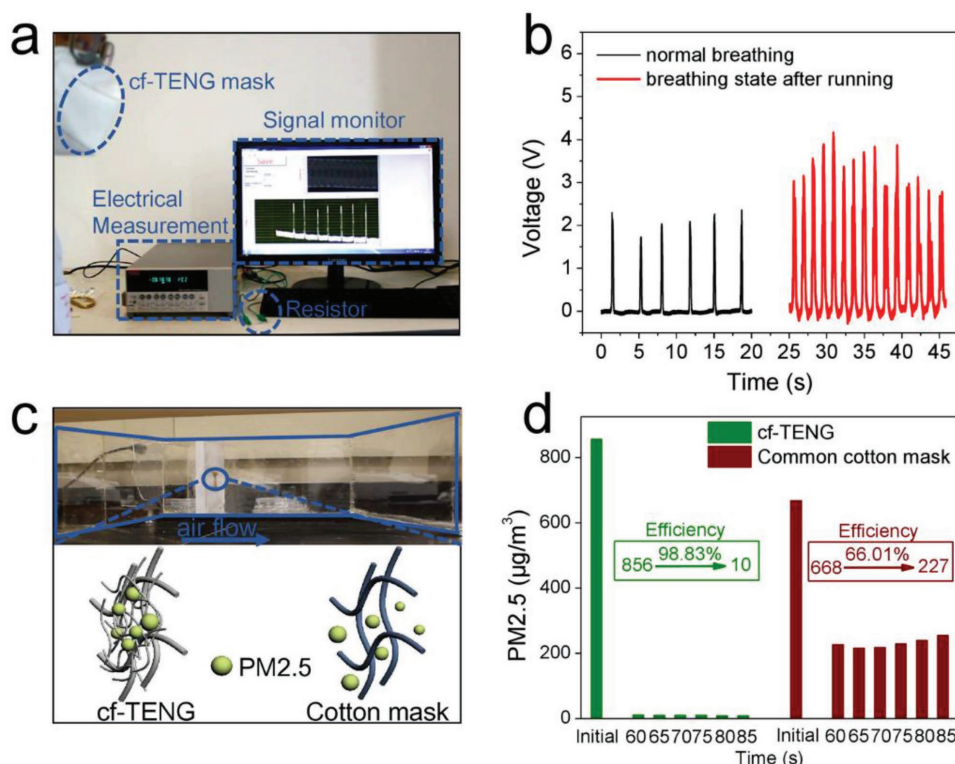 a
cf-TENG mask
Signal monitor
Electrical
Measurement
Resistor
b
normal breathing
breathing state after running
Voltage (V)
6
5
4
3
2
1
0
0 5 10 15 20 25 30 35 40 45
Time (s)
c
air flow
PM2.5
cf-TENG
Cotton mask
d
cf-TENG
Common cotton mask
PM2.5 (μg/m³)
800
600
400
200
0
Efficiency
98.83%
856 10
Efficiency
66.01%
668 227
Initial 60 65 70 75 80 85 Initial 60 65 70 75 80 85
Time (s)